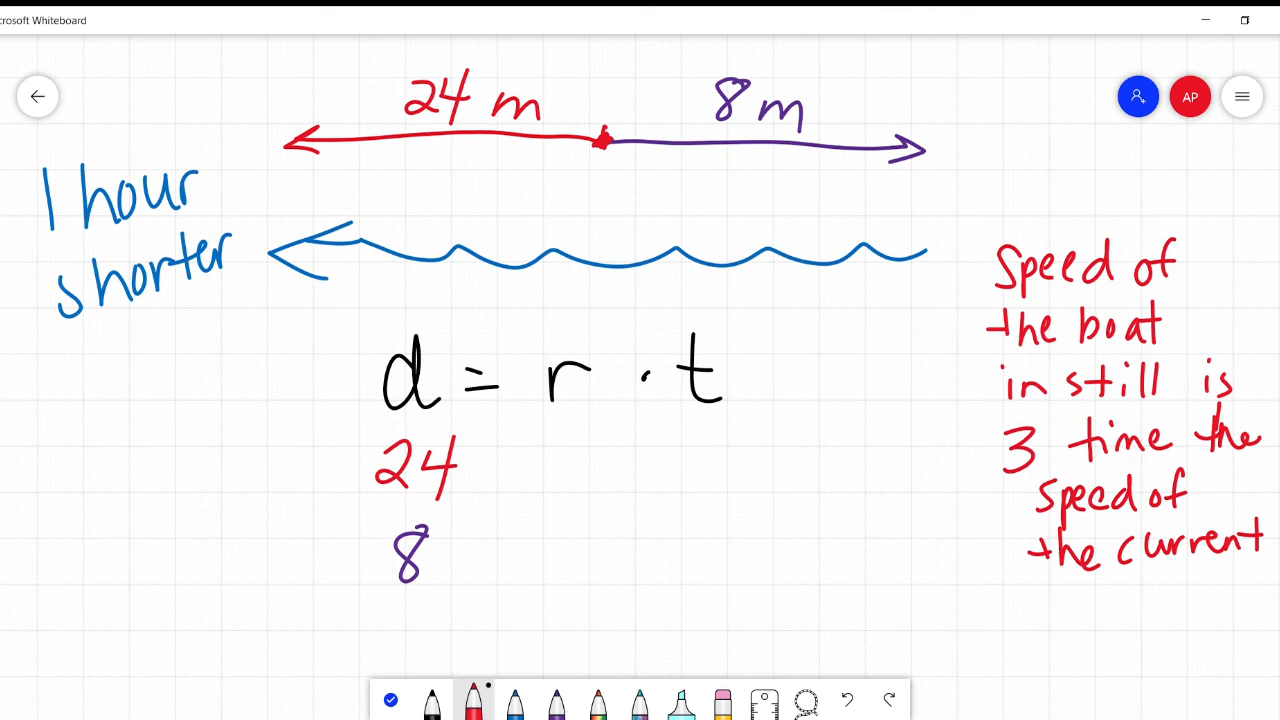 crosoft Whiteboard
24 m
8 m
AP
1 hour
shorter
d = r · t
24
8
Speed of
the boat
in still is
3 time the
speed of
the current